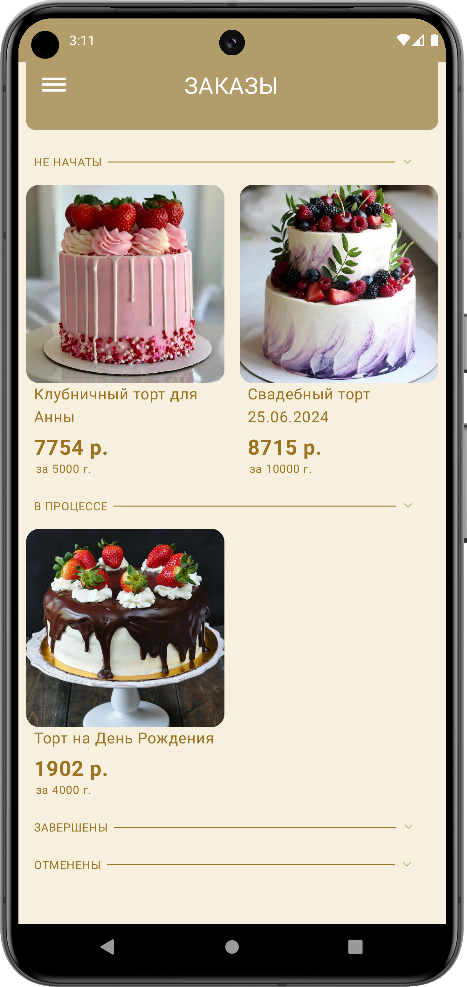 3:11
ЗАКАЗЫ
НЕ НАЧАТЫ
Клубничный торт для
Анны
7754 р.
за 5000 г.
Свадебный торт
25.06.2024
8715 р.
за 10000 г.
В ПРОЦЕССЕ
Торт на День Рождения
1902 р.
за 4000 г.
ЗАВЕРШЕНЫ
ОТМЕНЕНЫ